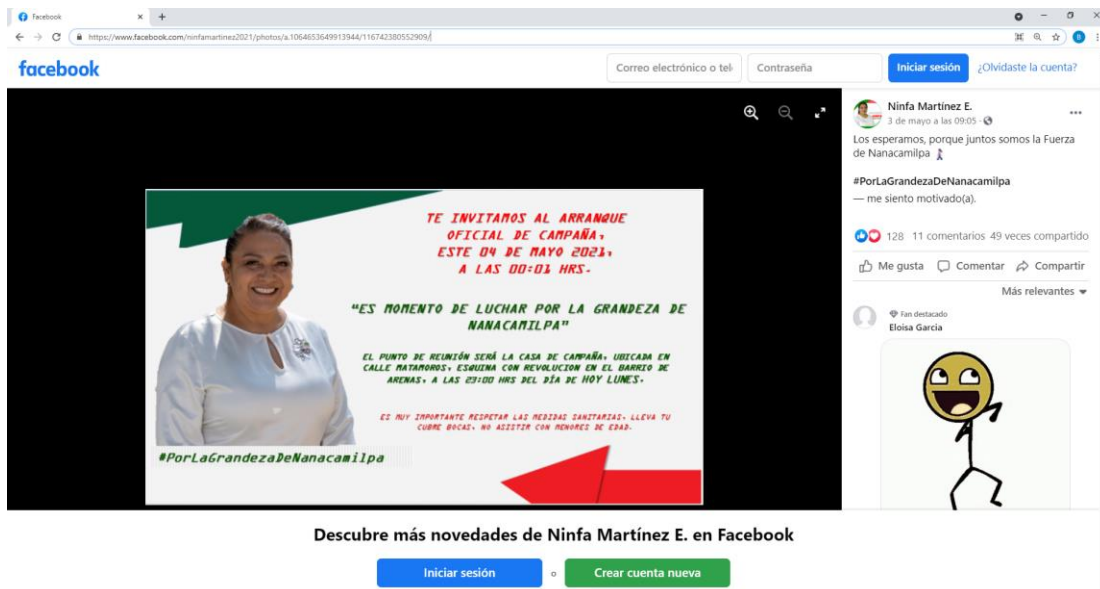 Facebook
https://www.facebook.com/ninfamartinez2021/photos/a.1064653649913944/116742380552909/
B
facebook
Correo electrónico o tel
Contraseña
Iniciar sesión
¿Olvidaste la cuenta?
TE INVITAMOS AL ARRANQUE
OFICIAL DE CAMPAÑA,
ESTE 04 DE MAYO 2021,
A LAS 00:01 HRS.
“ES MOMENTO DE LUCHAR POR LA GRANDEZA DE
NANACAMILPA”
EL PUNTO DE REUNIÓN SERÁ LA CASA DE CAMPAÑA, UBICADA EN
CALLE MATAMOROS, ESQUINA CON REVOLUCION EN EL BARRIO DE
ARENAS, A LAS 23:00 HRS DEL DÍA DE HOY LUNES.
ES MUY IMPORTANTE RESPETAR LAS MEDIDAS SANITARIAS, LLEVA TU
CUBRE BOCAS, NO ASISTIR CON MENORES DE EDAD.
#PorLaGrandezaDeNanacamilpa
Ninfa Martínez E.
3 de mayo a las 09:05 ·
Los esperamos, porque juntos somos la Fuerza
de Nanacamilpa
#PorLaGrandezaDeNanacamilpa
— me siento motivado(a).
128 11 comentarios 49 veces compartido
Me gusta Comentar Compartir
Más relevantes
Fan destacado
Eloisa Garcia
Descubre más novedades de Ninfa Martínez E. en Facebook
Iniciar sesión
o
Crear cuenta nueva